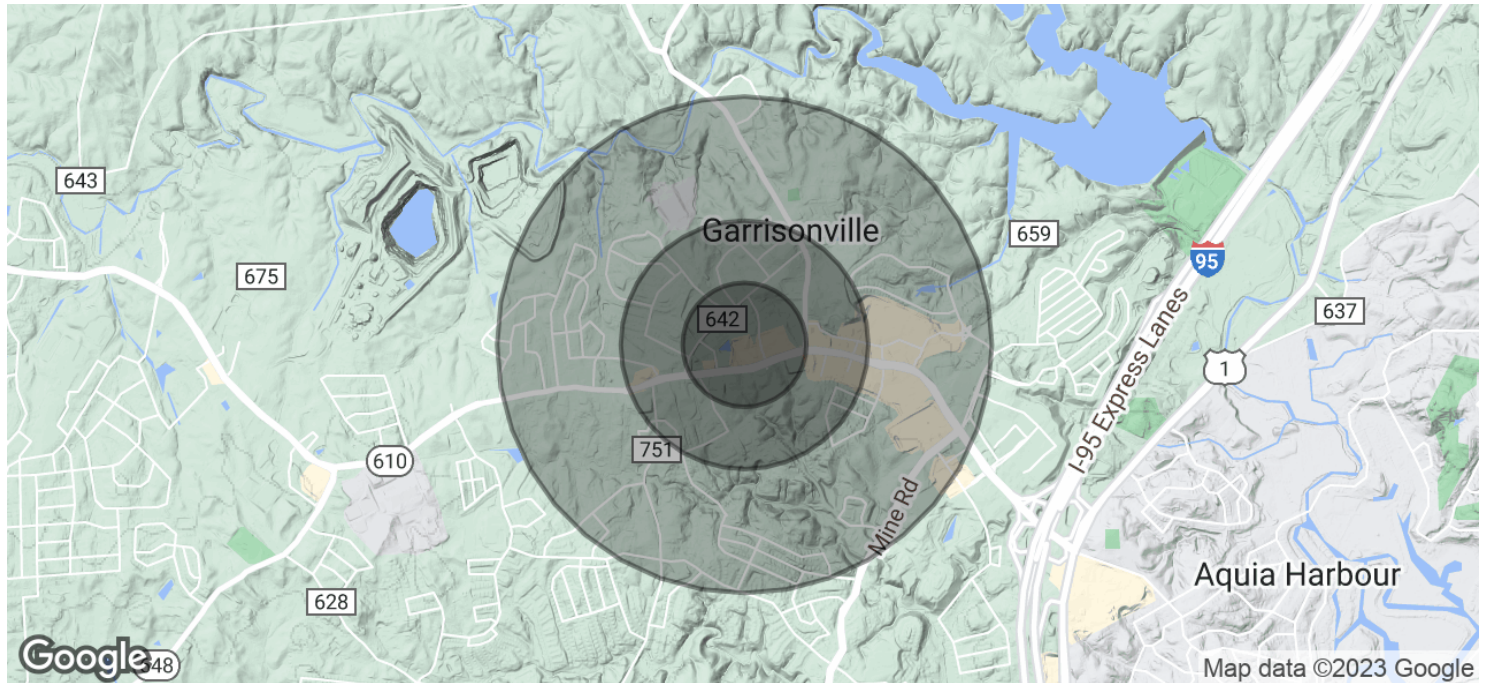 643
Garrisonville
659
675
95
642
637
I-95 Express Lanes
1
751
610
Mine Rd
Aquia Harbour
628
Google
648
Map data ©2023 Google